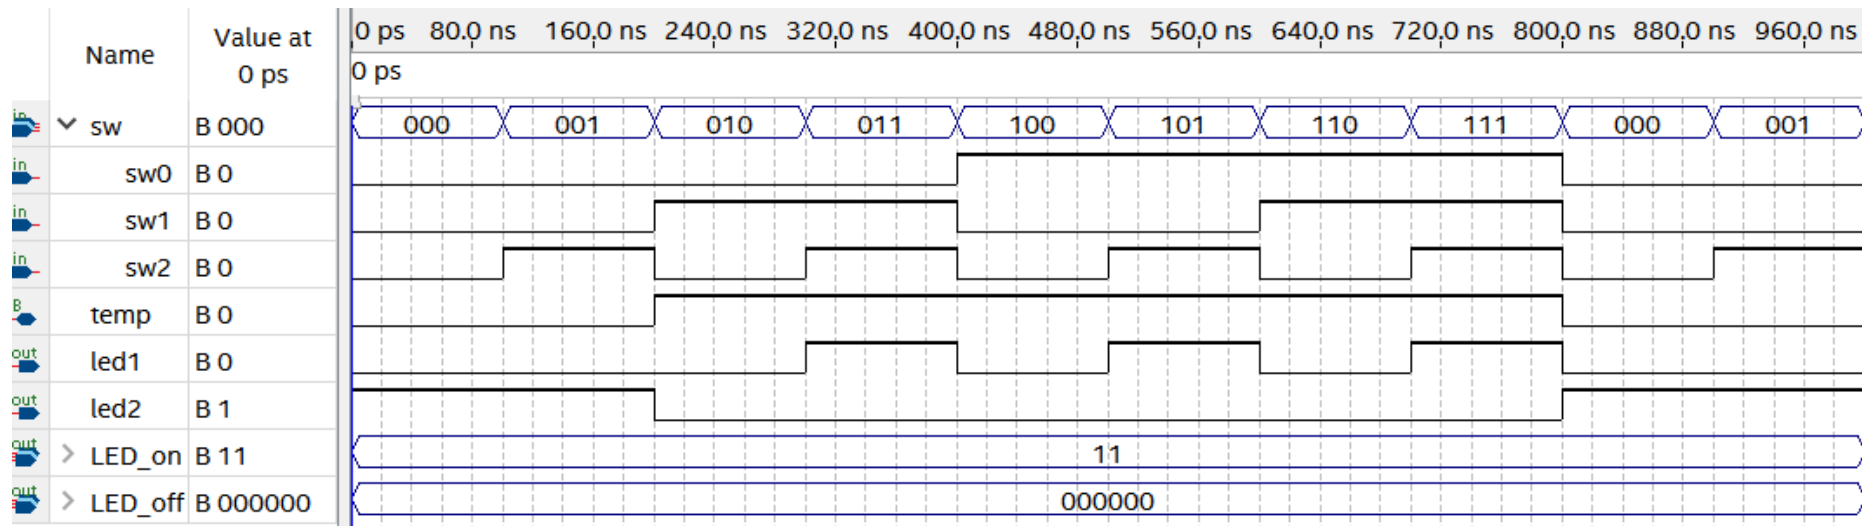 Name Value at 0 ps
0 ps 80.0 ns 160.0 ns 240.0 ns 320.0 ns 400.0 ns 480.0 ns 560.0 ns 640.0 ns 720.0 ns 800.0 ns 880.0 ns 960.0 ns
0 ps
in sw B 000 000 001 010 011 100 101 110 111 000 001
in sw0 B 0
in sw1 B 0
in sw2 B 0
B temp B 0
out led1 B 0
out led2 B 1
out LED_on B 11 11
out LED_off B 000000 000000